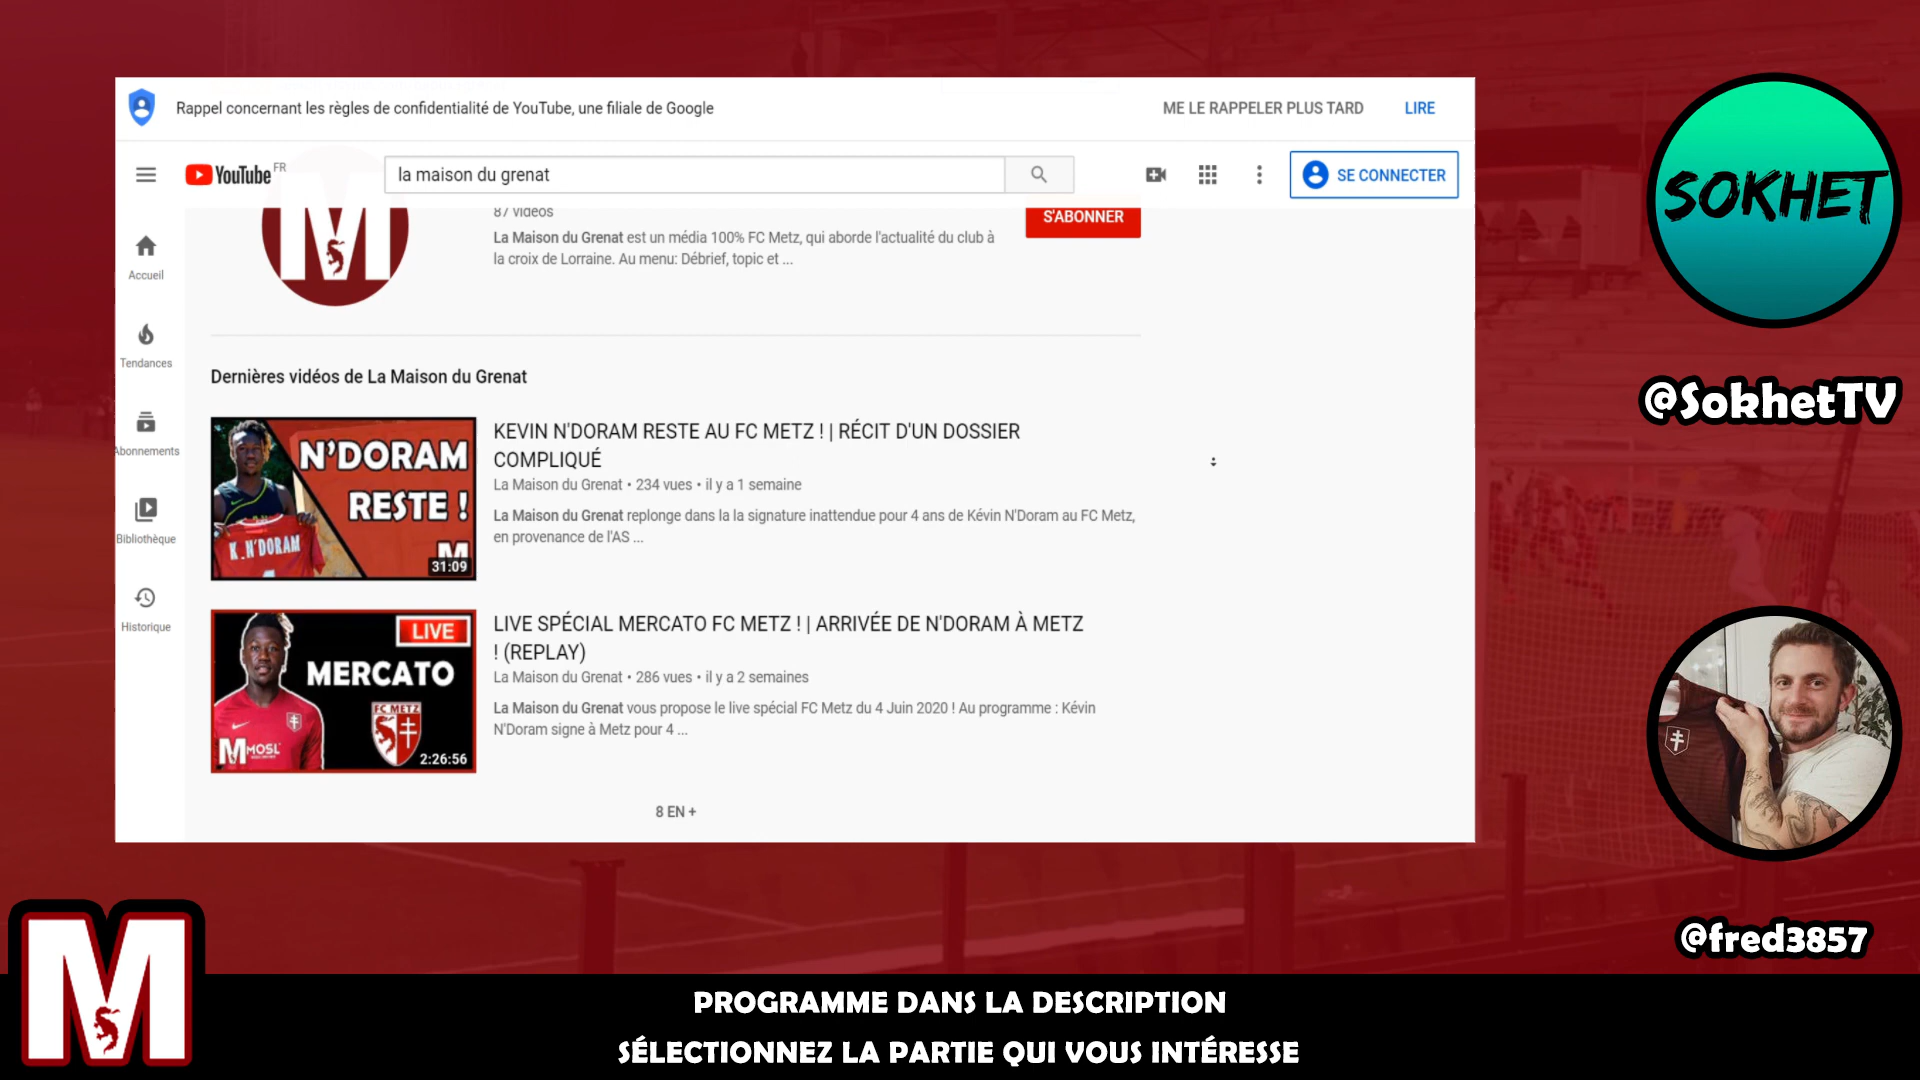 Rappel concernant les règles de confidentialité de YouTube, une filiale de Google
ME LE RAPPELER PLUS TARD
LIRE
YouTube FR
la maison du grenat
SE CONNECTER
Accueil
Tendances
Abonnements
Bibliothèque
Historique
M
87 vidéos
La Maison du Grenat est un média 100% FC Metz, qui aborde l'actualité du club à
la croix de Lorraine. Au menu: Débrief, topic et ...
S'ABONNER
Dernières vidéos de La Maison du Grenat
N'DORAM
RESTE !
K.N'DORAM
M
31:09
KEVIN N'DORAM RESTE AU FC METZ ! | RÉCIT D'UN DOSSIER
COMPLIQUÉ
La Maison du Grenat • 234 vues • il y a 1 semaine
La Maison du Grenat replonge dans la la signature inattendue pour 4 ans de Kévin N'Doram au FC Metz,
en provenance de l'AS ...
LIVE
MERCATO
FC METZ
M MOSL
2:26:56
LIVE SPÉCIAL MERCATO FC METZ ! | ARRIVÉE DE N'DORAM À METZ
! (REPLAY)
La Maison du Grenat • 286 vues • il y a 2 semaines
La Maison du Grenat vous propose le live spécial FC Metz du 4 Juin 2020 ! Au programme : Kévin
N'Doram signe à Metz pour 4 ...
8 EN +
SOKHET
@SokhetTV
@fred3857
M
PROGRAMME DANS LA DESCRIPTION
SÉLECTIONNEZ LA PARTIE QUI VOUS INTÉRESSE